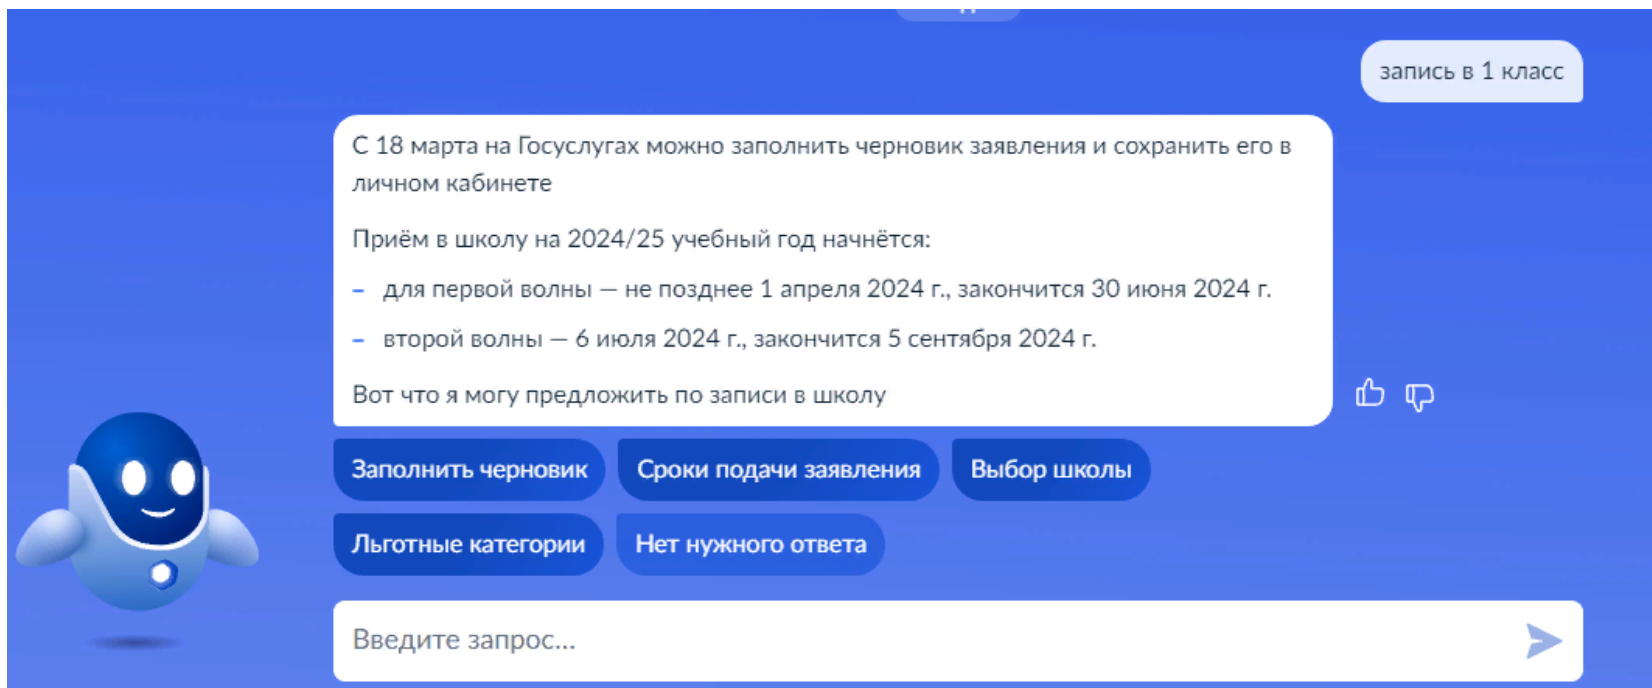 запись в 1 класс
С 18 марта на Госуслугах можно заполнить черновик заявления и сохранить его в
личном кабинете
Приём в школу на 2024/25 учебный год начнётся:
– для первой волны — не позднее 1 апреля 2024 г., закончится 30 июня 2024 г.
– второй волны — 6 июля 2024 г., закончится 5 сентября 2024 г.
Вот что я могу предложить по записи в школу
Заполнить черновик Сроки подачи заявления Выбор школы
Льготные категории Нет нужного ответа
Введите запрос...